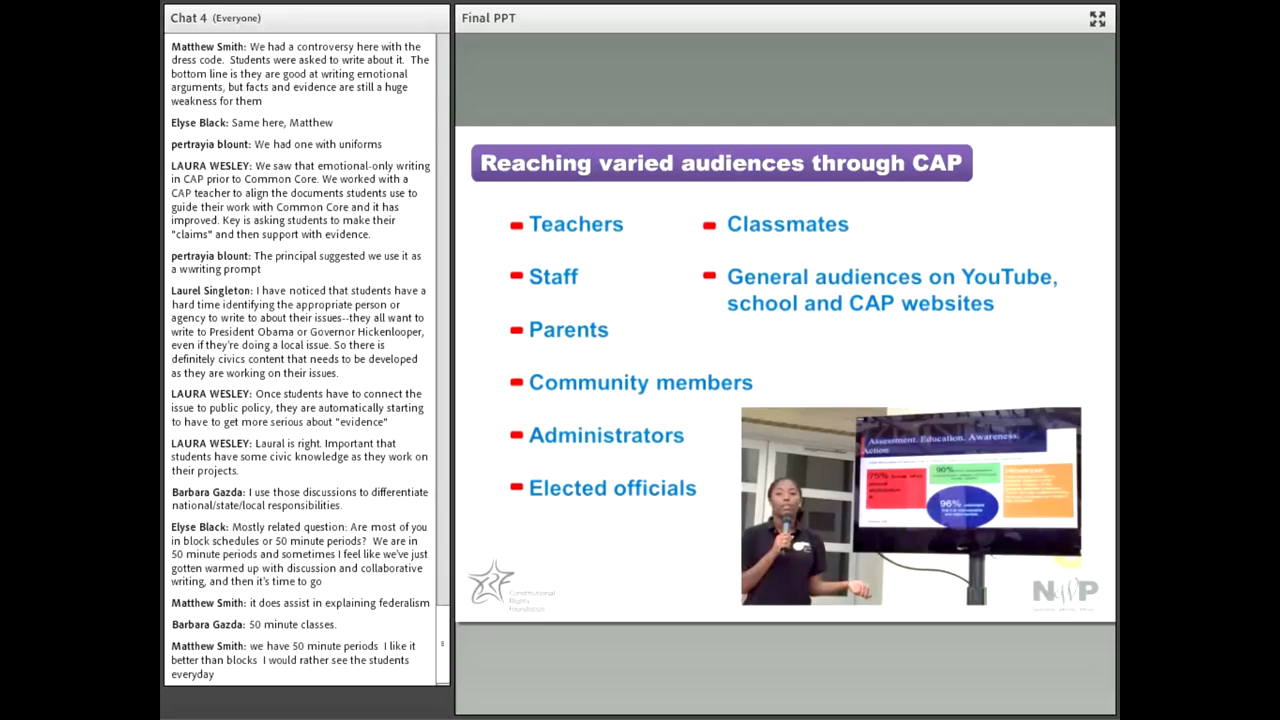 Chat 4 (Everyone)
Matthew Smith: We had a controversy here with the
dress code.  Students were asked to write about it.  The
bottom line is they are good at writing emotional
arguments, but facts and evidence are still a huge
weakness for them
Elyse Black: Same here, Matthew
pertrayia blount: We had one with uniforms
LAURA WESLEY: We saw that emotional-only writing
in CAP prior to Common Core. We worked with a
CAP teacher to align the documents students use to
guide their work with Common Core and it has
improved. Key is asking students to make their
"claims" and then support with evidence.
pertrayia blount: The principal suggested we use it as
a wwriting prompt
Laurel Singleton: I have noticed that students have a
hard time identifying the appropriate person or
agency to write to about their issues--they all want to
write to President Obama or Governor Hickenlooper,
even if they're doing a local issue. So there is
definitely civics content that needs to be developed
as they are working on their issues.
LAURA WESLEY: Once students have to connect the
issue to public policy, they are automatically starting
to have to get more serious about "evidence"
LAURA WESLEY: Laural is right. Important that
students have some civic knowledge as they work on
their projects.
Barbara Gazda: I use those discussions to differentiate
national/state/local responsibilities.
Elyse Black: Mostly related question: Are most of you
in block schedules or 50 minute periods?  We are in
50 minute periods and sometimes I feel like we've just
gotten warmed up with discussion and collaborative
writing, and then it's time to go
Matthew Smith: it does assist in explaining federalism
Barbara Gazda: 50 minute classes.
Matthew Smith: we have 50 minute periods  I like it
better than blocks  I would rather see the students
everyday
Final PPT
Reaching varied audiences through CAP
Teachers
Staff
Parents
Community members
Administrators
Elected officials
Classmates
General audiences on YouTube,
school and CAP websites
Assessment. Education. Awareness.
Action
75%
90%
96%
CRF
Constitutional
Rights
Foundation